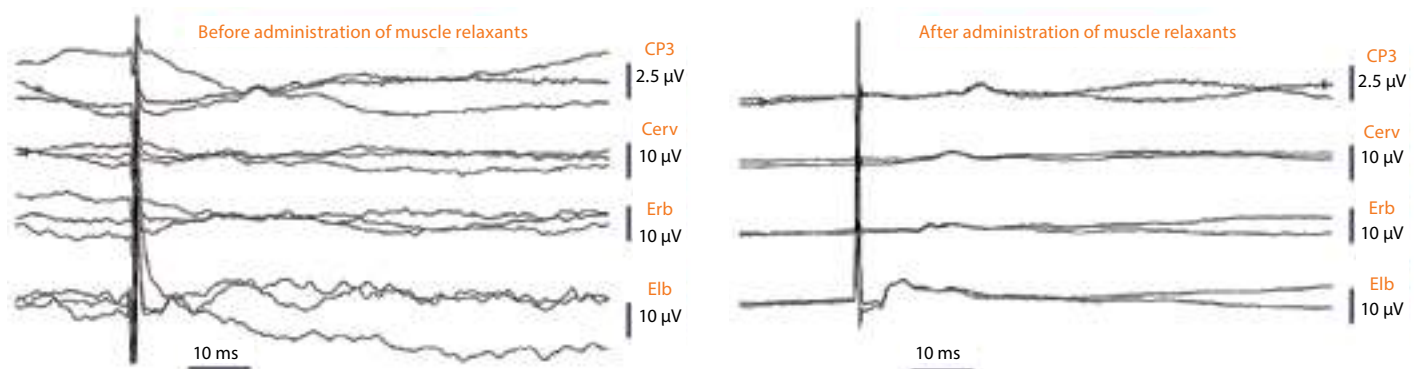 Before administration of muscle relaxants
CP3
2.5 µV
Cerv
10 µV
Erb
10 µV
Elb
10 µV
10 ms
After administration of muscle relaxants
CP3
2.5 µV
Cerv
10 µV
Erb
10 µV
Elb
10 µV
10 ms